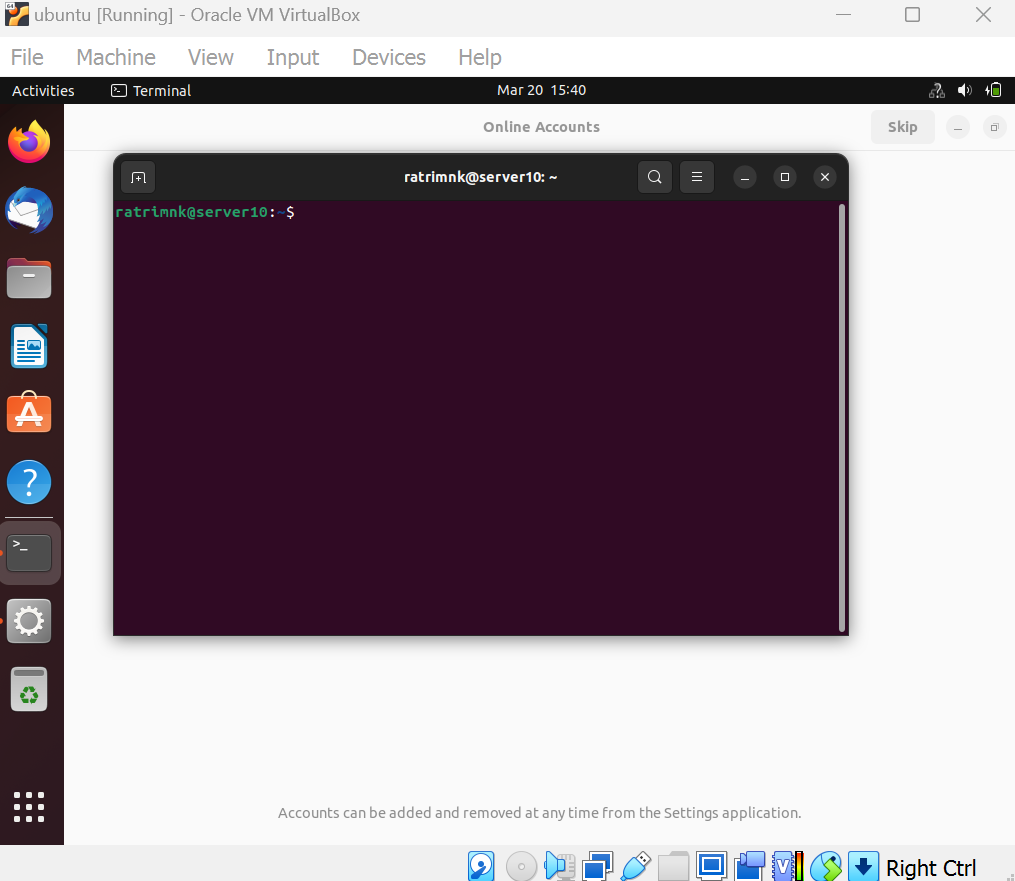 ubuntu [Running] - Oracle VM VirtualBox
File Machine View Input Devices Help
Activities Terminal Mar 20 15:40
Online Accounts Skip
ratrimnk@server10: ~
ratrimnk@server10:~$
>_
Accounts can be added and removed at any time from the Settings application.
Right Ctrl